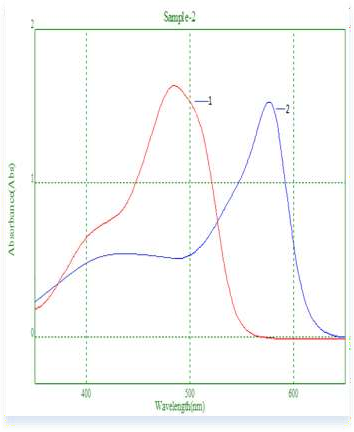 Sample-2
2
1
2
1
0
Absorbance(Abs)
400
500
600
Wavelength(nm)